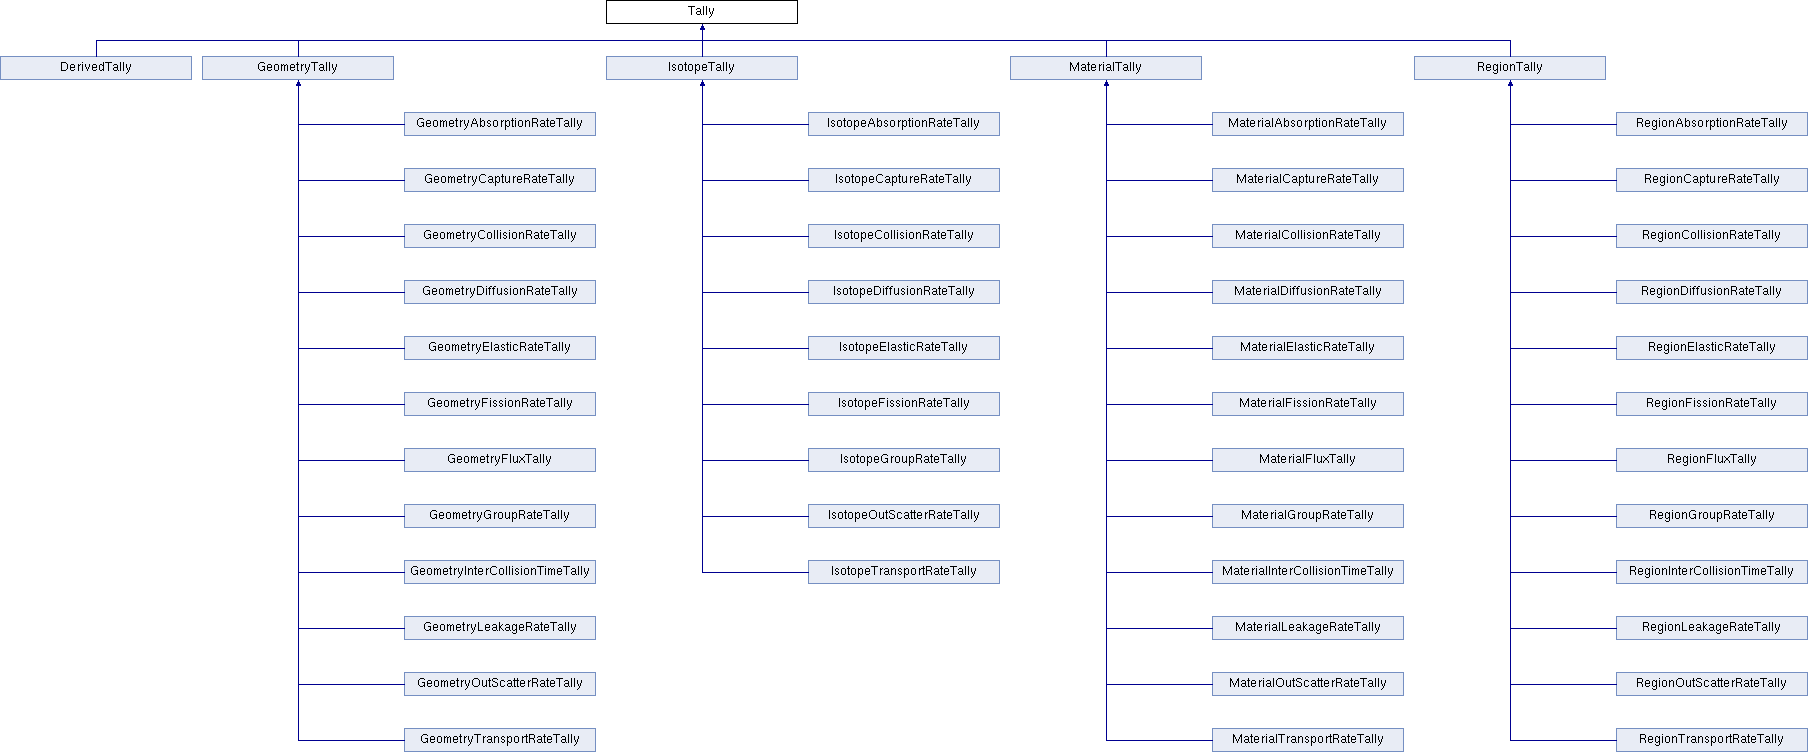 Tally
DerivedTally
GeometryTally
IsotopeTally
MaterialTally
RegionTally
GeometryAbsorptionRateTally
IsotopeAbsorptionRateTally
MaterialAbsorptionRateTally
RegionAbsorptionRateTally
GeometryCaptureRateTally
IsotopeCaptureRateTally
MaterialCaptureRateTally
RegionCaptureRateTally
GeometryCollisionRateTally
IsotopeCollisionRateTally
MaterialCollisionRateTally
RegionCollisionRateTally
GeometryDiffusionRateTally
IsotopeDiffusionRateTally
MaterialDiffusionRateTally
RegionDiffusionRateTally
GeometryElasticRateTally
IsotopeElasticRateTally
MaterialElasticRateTally
RegionElasticRateTally
GeometryFissionRateTally
IsotopeFissionRateTally
MaterialFissionRateTally
RegionFissionRateTally
GeometryFluxTally
IsotopeGroupRateTally
MaterialFluxTally
RegionFluxTally
GeometryGroupRateTally
IsotopeOutScatterRateTally
MaterialGroupRateTally
RegionGroupRateTally
GeometryInterCollisionTimeTally
IsotopeTransportRateTally
MaterialInterCollisionTimeTally
RegionInterCollisionTimeTally
GeometryLeakageRateTally
MaterialLeakageRateTally
RegionLeakageRateTally
GeometryOutScatterRateTally
MaterialOutScatterRateTally
RegionOutScatterRateTally
GeometryTransportRateTally
MaterialTransportRateTally
RegionTransportRateTally